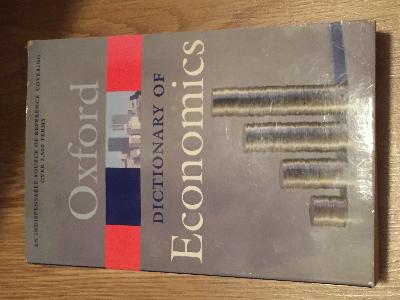 AN INDISPENSABLE SOURCE OF REFERENCE COVERING
OVER 2,500 TERMS
Oxford
DICTIONARY OF
Economics